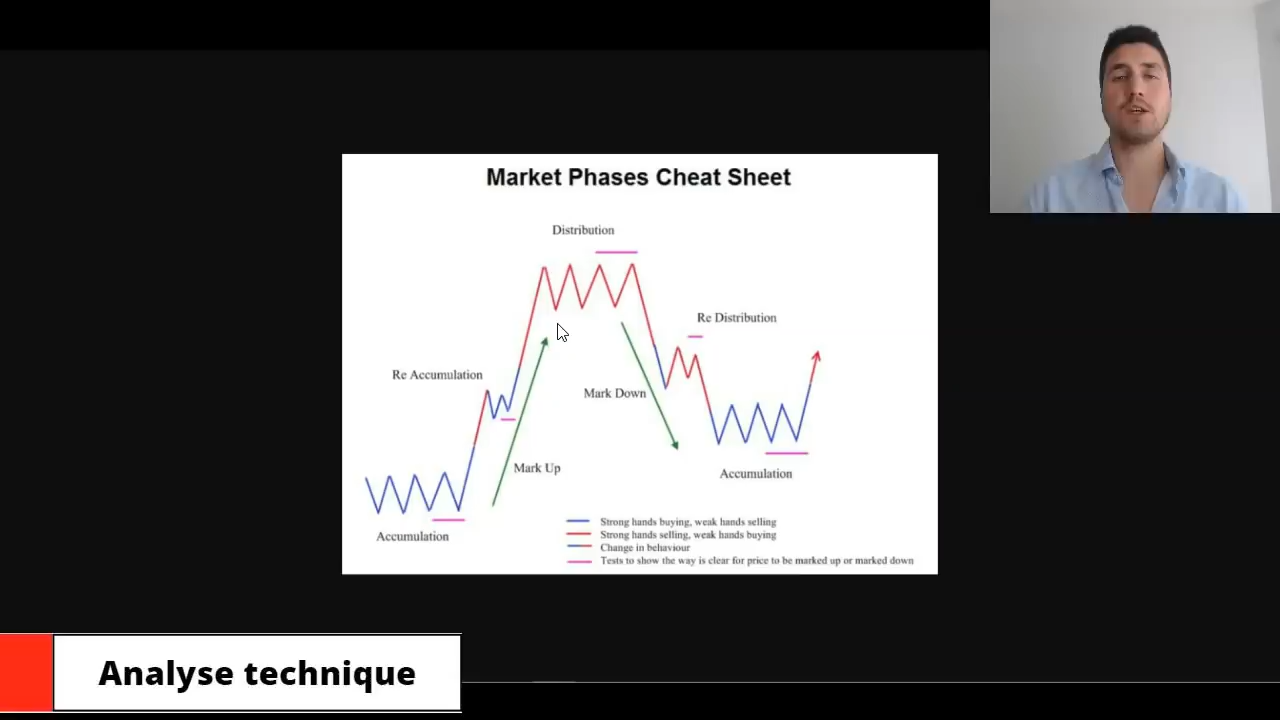 Market Phases Cheat Sheet
Distribution
Re Distribution
Re Accumulation
Mark Down
Mark Up
Accumulation
Accumulation
Strong hands buying, weak hands selling
Strong hands selling, weak hands buying
Change in behaviour
Tests to show the way is clear for price to be marked up or marked down
Analyse technique